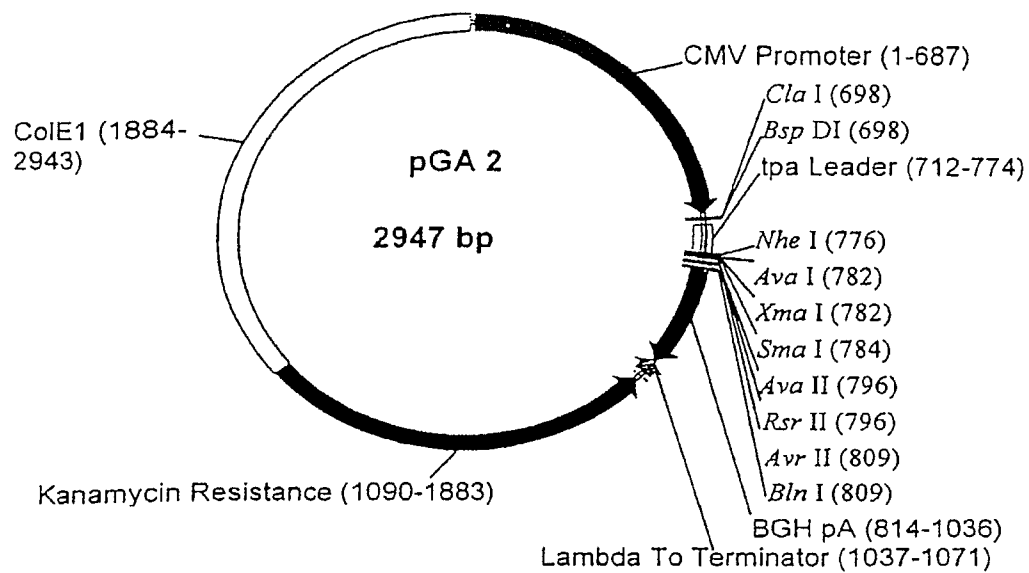 CMV Promoter (1-687)
Cla I (698)
Bsp DI (698)
tpa Leader (712-774)
ColE1 (1884-
2943)
pGA 2
2947 bp
Nhe I (776)
Ava I (782)
Xma I (782)
Sma I (784)
Ava II (796)
Rsr II (796)
Avr II (809)
Bln I (809)
BGH pA (814-1036)
Kanamycin Resistance (1090-1883)
Lambda To Terminator (1037-1071)